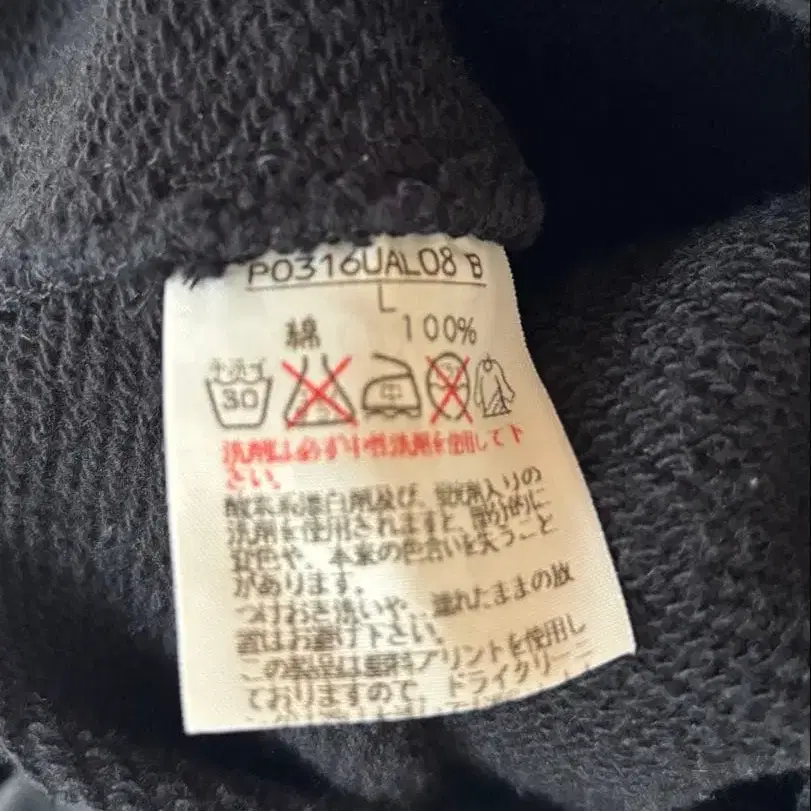 P0316UAL08 B
L
綿 100%
手洗イ 30 中
洗剤は必ず中性洗剤を使用して下
さい。
酸素系漂白剤及び、蛍光剤入りの
洗剤を使用されますと、部分的に
変色や、本来の色合いを失うこと
があります。
つけおき洗いや、濡れたままの放
置はお避け下さい。
この製品は特殊プリントを使用し
ておりますので、ドライクリーニ